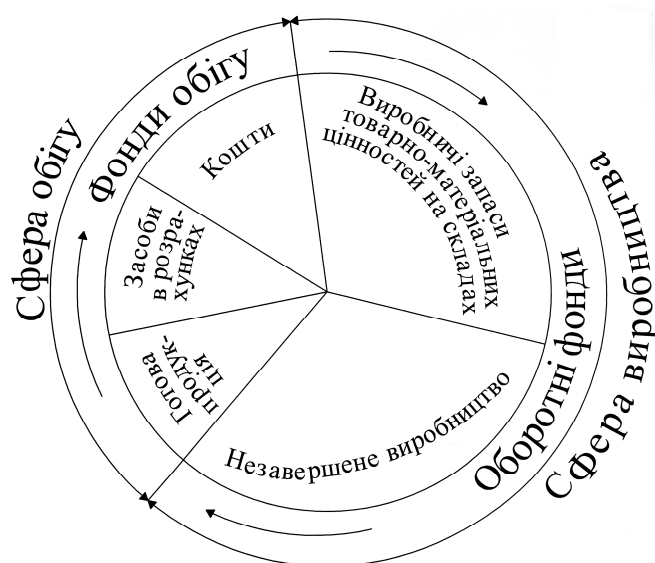 Сфера обігу
Фонди обігу
Кошти
Засоби
в розра-
хунках
Готова
продук-
ція
Виробничі запаси
товарно-матеріальних
цінностей на складах
Незавершене виробництво
Оборотні фонди
Сфера виробництва